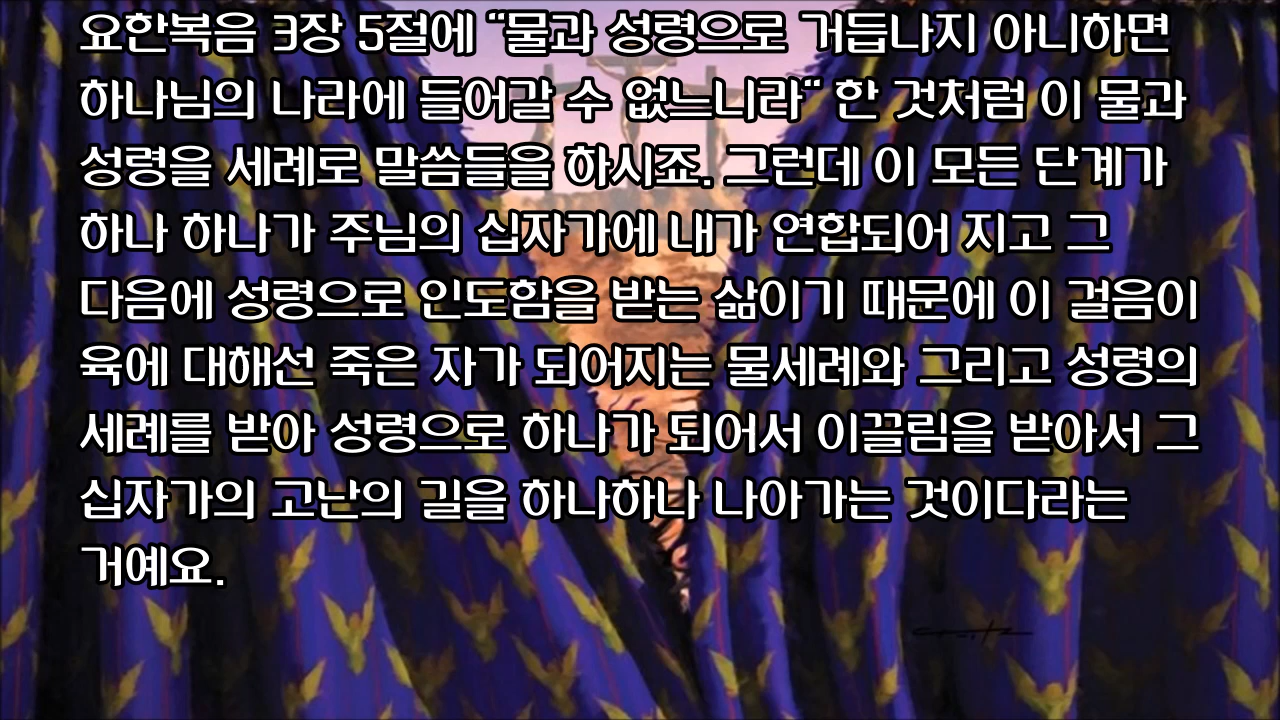 요한복음 3장 5절에 “물과 성령으로 거듭나지 아니하면
하나님의 나라에 들어갈 수 없느니라“ 한 것처럼 이 물과
성령을 세례로 말씀들을 하시죠. 그런데 이 모든 단계가
하나 하나가 주님의 십자가에 내가 연합되어 지고 그
다음에 성령으로 인도함을 받는 삶이기 때문에 이 걸음이
육에 대해선 죽은 자가 되어지는 물세례와 그리고 성령의
세례를 받아 성령으로 하나가 되어서 이끌림을 받아서 그
십자가의 고난의 길을 하나하나 나아가는 것이다라는
거예요.